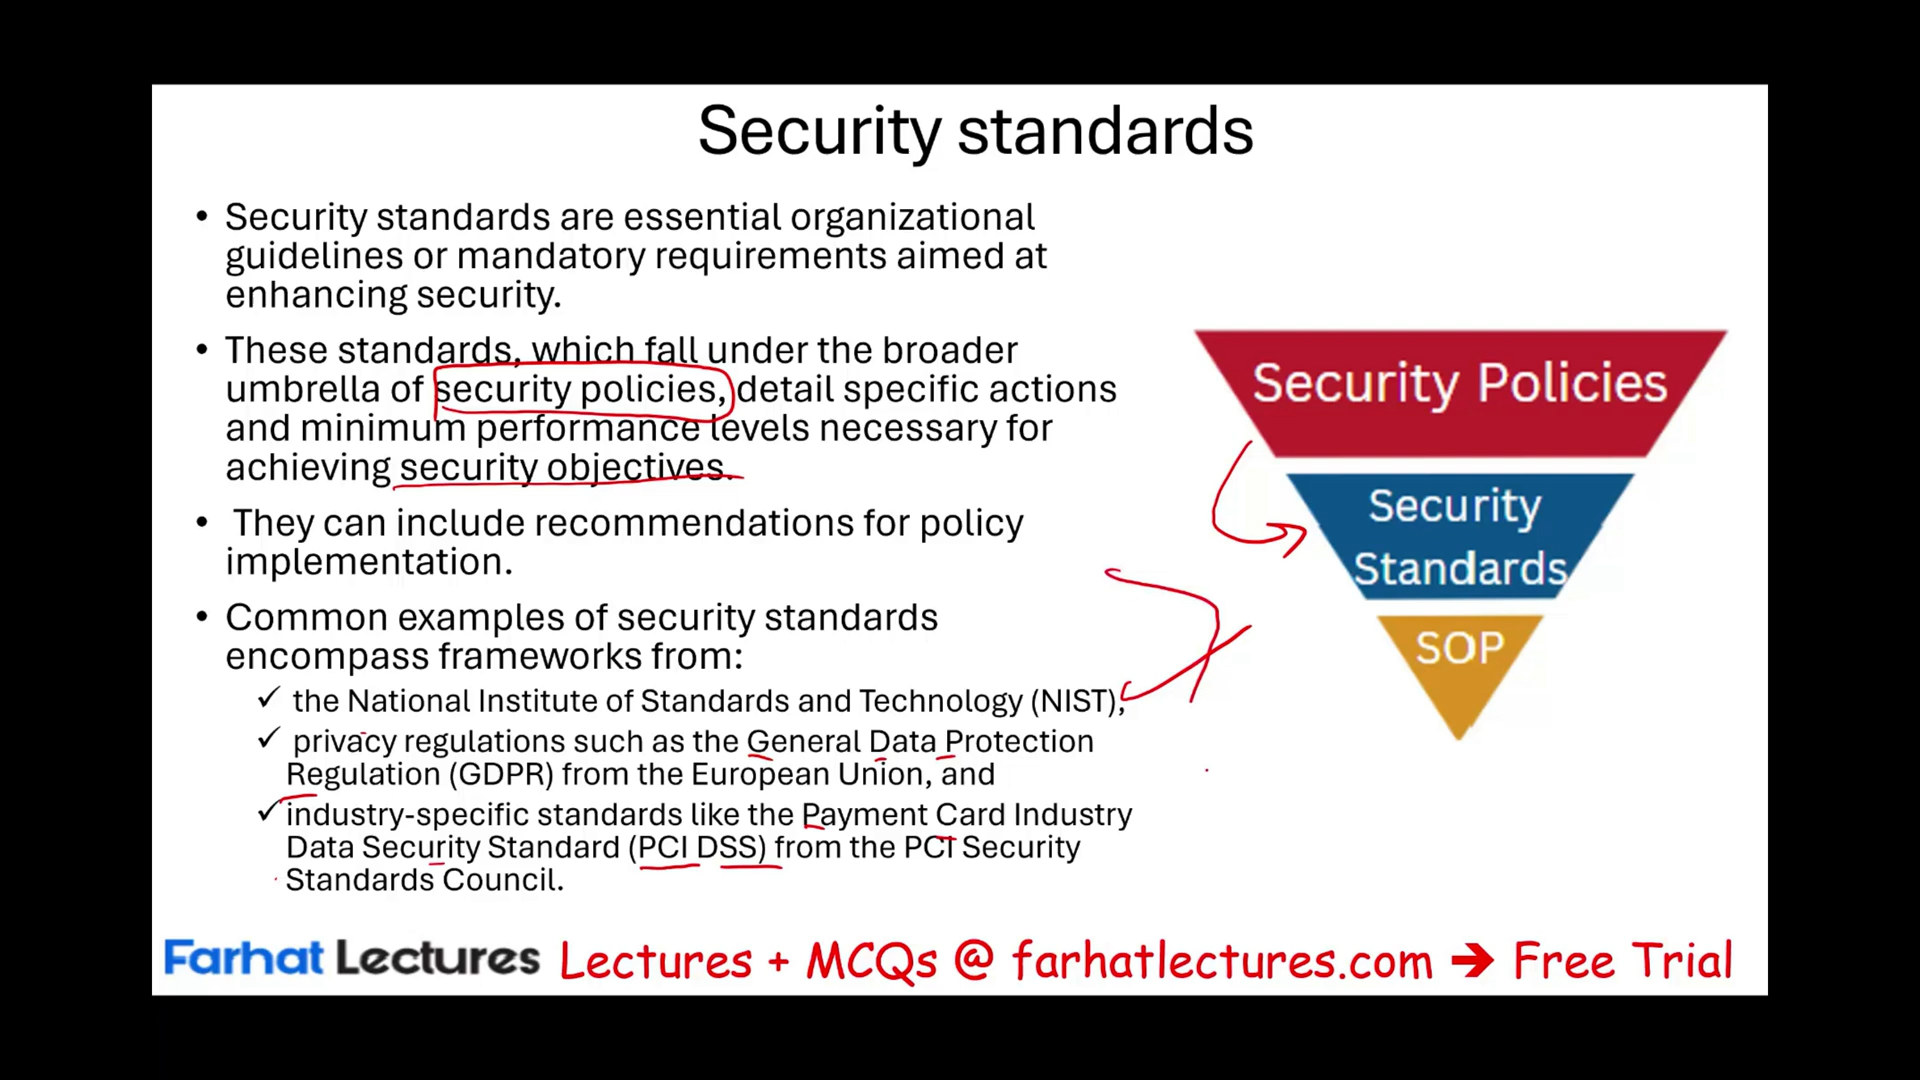 Security standards
• Security standards are essential organizational
guidelines or mandatory requirements aimed at
enhancing security.
• These standards, which fall under the broader
umbrella of security policies, detail specific actions
and minimum performance levels necessary for
achieving security objectives.
• They can include recommendations for policy
implementation.
• Common examples of security standards
encompass frameworks from:
✓ the National Institute of Standards and Technology (NIST),
✓ privacy regulations such as the General Data Protection
Regulation (GDPR) from the European Union, and
✓ industry-specific standards like the Payment Card Industry
Data Security Standard (PCI DSS) from the PCI Security
Standards Council.
Security Policies
Security
Standards
SOP
Farhat Lectures Lectures + MCQs @ farhatlectures.com → Free Trial